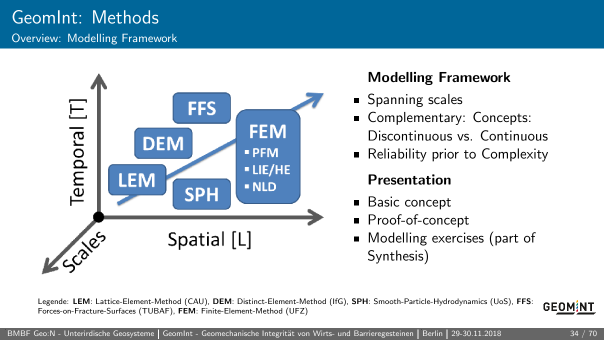 GeomInt: Methods
Overview: Modelling Framework
Temporal [T]
FFS
DEM
LEM
SPH
FEM
▪ PFM
▪ LIE/HE
▪ NLD
Spatial [L]
Scales
Modelling Framework
▪ Spanning scales
▪ Complementary: Concepts:
Discontinuous vs. Continuous
▪ Reliability prior to Complexity
Presentation
▪ Basic concept
▪ Proof-of-concept
▪ Modelling exercises (part of
Synthesis)
Legende: LEM: Lattice-Element-Method (CAU), DEM: Distinct-Element-Method (IfG), SPH: Smooth-Particle-Hydrodynamics (UoS), FFS:
Forces-on-Fracture-Surfaces (TUBAF), FEM: Finite-Element-Method (UFZ)
GEOMINT
BMBF Geo:N - Unterirdische Geosysteme | GeomInt - Geomechanische Integrität von Wirts- und Barrieregesteinen | Berlin | 29-30.11.2018 34 / 70